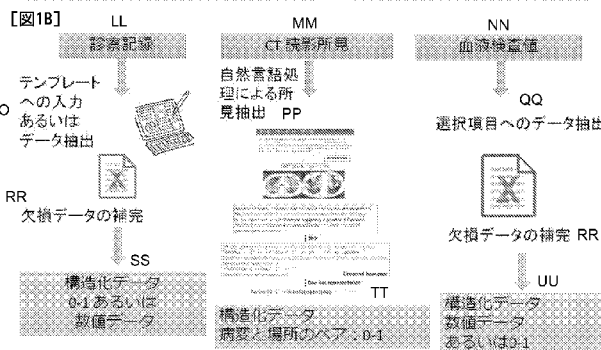 [図1B]
LL
診察記録
テンプレート
への入力
あるいは
データ抽出
O
RR
欠損データの補完
SS
構造化データ
0-1あるいは
数値データ
MM
CT読影所見
自然言語処
理による所
見抽出 PP
TT
構造化データ
病変と場所のペア：0-1
NN
血液検査値
QQ
選択項目へのデータ抽出
欠損データの補完 RR
UU
構造化データ
数値データ
あるいは0-1